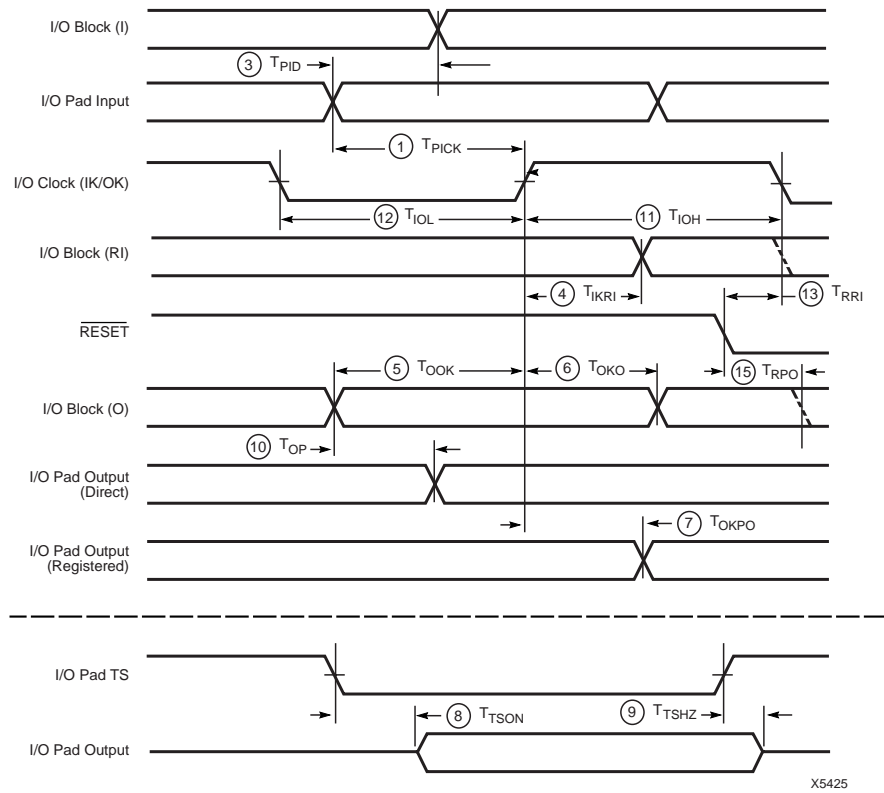 I/O Block (I)
3 TPID
I/O Pad Input
1 TPICK
I/O Clock (IK/OK)
12 TIOL
11 TIOH
I/O Block (RI)
4 TIKRI
13 TRRI
RESET
5 TOOK
6 TOKO
15 TRPO
I/O Block (O)
10 TOP
I/O Pad Output
(Direct)
7 TOKPO
I/O Pad Output
(Registered)
I/O Pad TS
8 TTSON
9 TTSHZ
I/O Pad Output
X5425